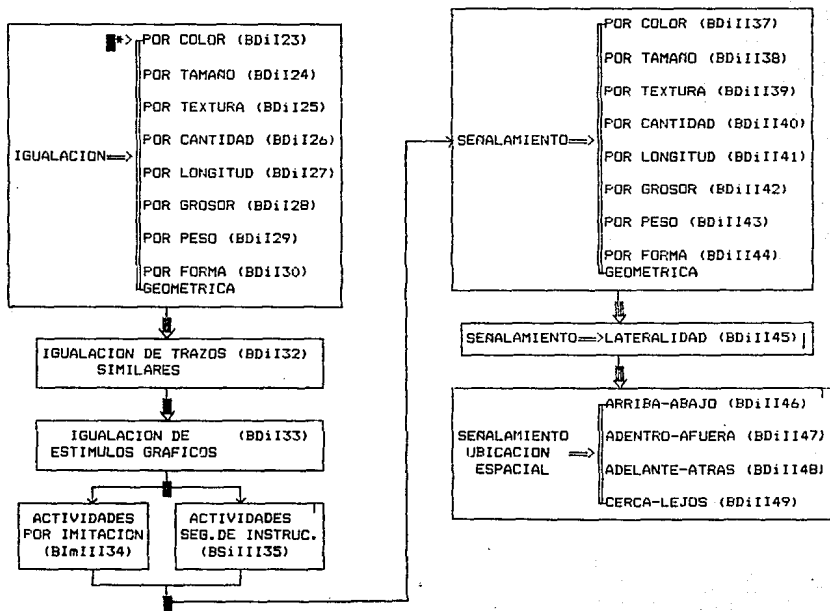 POR COLOR (BDiI23)
POR TAMAÑO (BDiI24)
POR TEXTURA (BDiI25)
POR CANTIDAD (BDiI26)
IGUALACION
POR LONGITUD (BDiI27)
POR GROSOR (BDiI28)
POR PESO (BDiI29)
POR FORMA (BDiI30)
GEOMETRICA
IGUALACION DE TRAZOS (BDiI32)
SIMILARES
IGUALACION DE (BDiI33)
ESTIMULOS GRAFICOS
ACTIVIDADES
POR IMITACION
(BImIII34)
ACTIVIDADES
SEG.DE INSTRUC.
(BSiIII35)
POR COLOR (BDiII37)
POR TAMAÑO (BDiII38)
POR TEXTURA (BDiII39)
POR CANTIDAD (BDiII40)
SEÑALAMIENTO
POR LONGITUD (BDiII41)
POR GROSOR (BDiII42)
POR PESO (BDiII43)
POR FORMA (BDiII44)
GEOMETRICA
SEÑALAMIENTO LATERALIDAD (BDiII45)
SEÑALAMIENTO
UBICACION
ESPACIAL
ARRIBA-ABAJO (BDiII46)
ADENTRO-AFUERA (BDiII47)
ADELANTE-ATRAS (BDiII48)
CERCA-LEJOS (BDiII49)